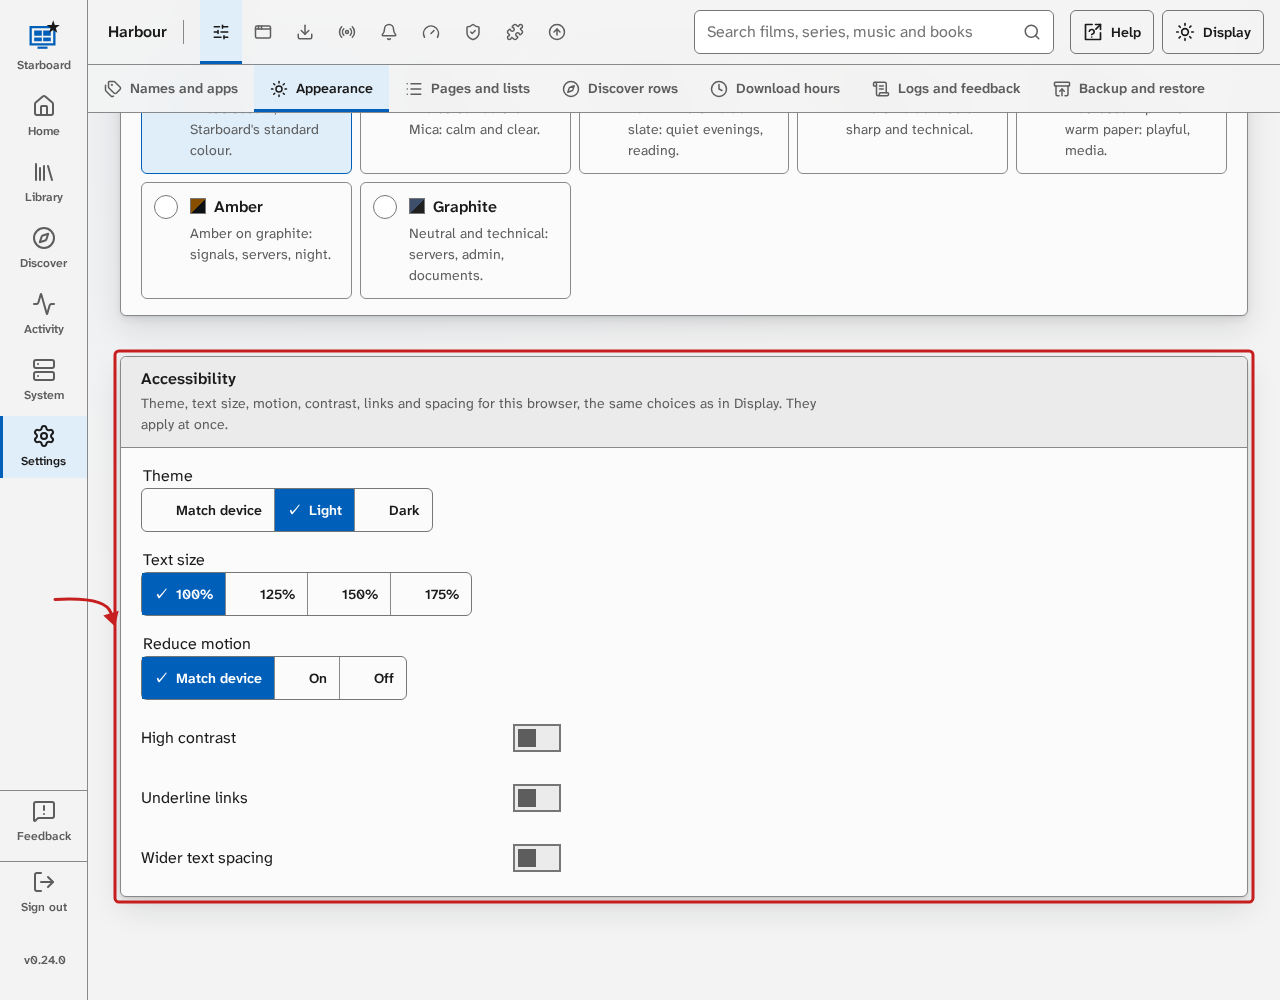 Starboard
Home
Library
Discover
Activity
System
Settings
Feedback
Sign out
v0.24.0
Harbour
Search films, series, music and books
Help
Display
Names and apps
Appearance
Pages and lists
Discover rows
Download hours
Logs and feedback
Backup and restore
Starboard's standard
colour.
Mica: calm and clear.
slate: quiet evenings,
reading.
sharp and technical.
warm paper: playful,
media.
Amber
Amber on graphite:
signals, servers, night.
Graphite
Neutral and technical:
servers, admin,
documents.
Accessibility
Theme, text size, motion, contrast, links and spacing for this browser, the same choices as in Display. They
apply at once.
Theme
Match device
✓ Light
Dark
Text size
✓ 100%
125%
150%
175%
Reduce motion
✓ Match device
On
Off
High contrast
Underline links
Wider text spacing